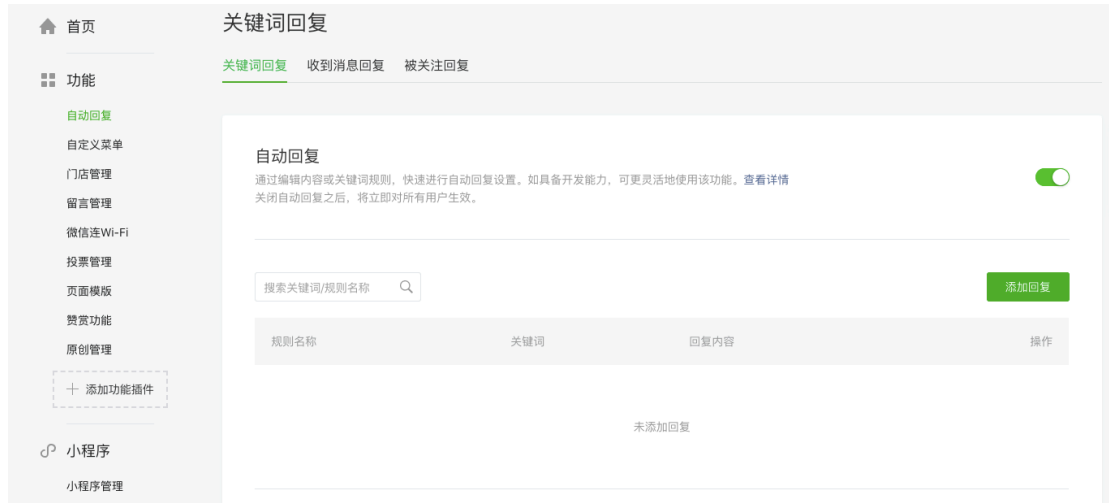 首页
功能
自动回复
自定义菜单
门店管理
留言管理
微信连Wi-Fi
投票管理
页面模版
赞赏功能
原创管理
添加功能插件
小程序
小程序管理
关键词回复
关键词回复 收到消息回复 被关注回复
自动回复
通过编辑内容或关键词规则，快速进行自动回复设置。如具备开发能力，可更灵活地使用该功能。查看详情
关闭自动回复之后，将立即对所有用户生效。
搜索关键词/规则名称
添加回复
规则名称 关键词 回复内容 操作
未添加回复